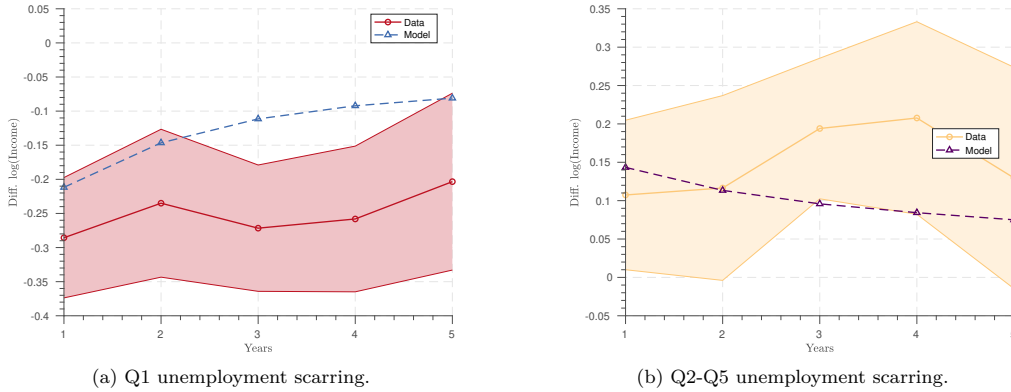 0.05
0
-0.05
-0.1
-0.15
-0.2
-0.25
-0.3
-0.35
-0.4
Diff. log(Income)
1 2 3 4 5
Years
Data
Model
(a) Q1 unemployment scarring.
0.35
0.3
0.25
0.2
0.15
0.1
0.05
0
-0.05
Diff. log(Income)
1 2 3 4
Years
Data
Model
(b) Q2-Q5 unemployment scarring.